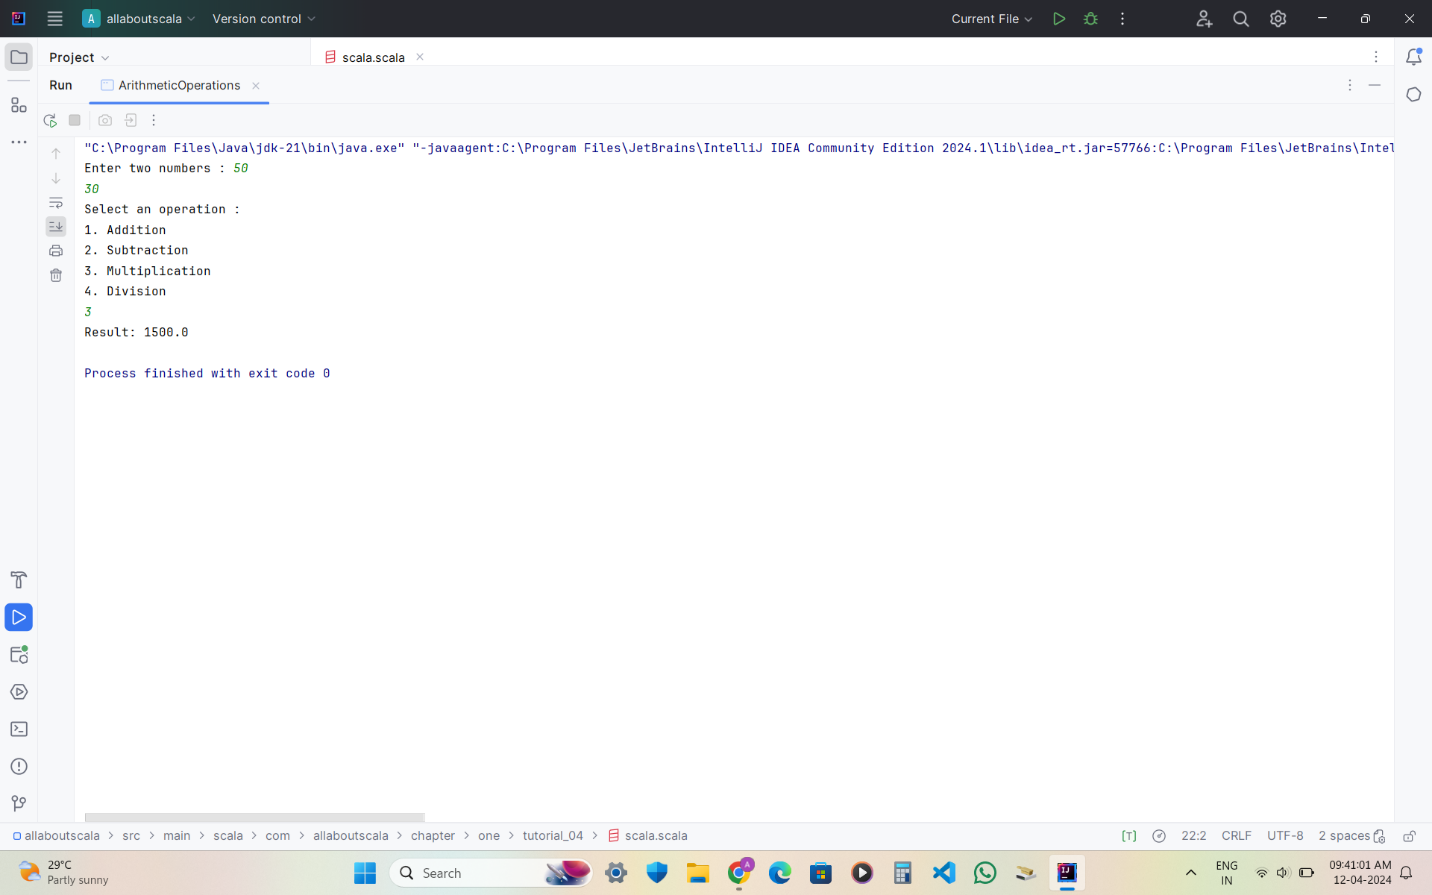 A allaboutscala Version control Current File
Project scala.scala
Run ArithmeticOperations
"C:\Program Files\Java\jdk-21\bin\java.exe" "-javaagent:C:\Program Files\JetBrains\IntelliJ IDEA Community Edition 2024.1\lib\idea_rt.jar=57766:C:\Program Files\JetBrains\Intel
Enter two numbers : 50
30
Select an operation :
1. Addition
2. Subtraction
3. Multiplication
4. Division
3
Result: 1500.0
Process finished with exit code 0
allaboutscala > src > main > scala > com > allaboutscala > chapter > one > tutorial_04 > scala.scala [T] 22:2 CRLF UTF-8 2 spaces
29°C
Partly sunny
Search
ENG
IN
09:41:01 AM
12-04-2024